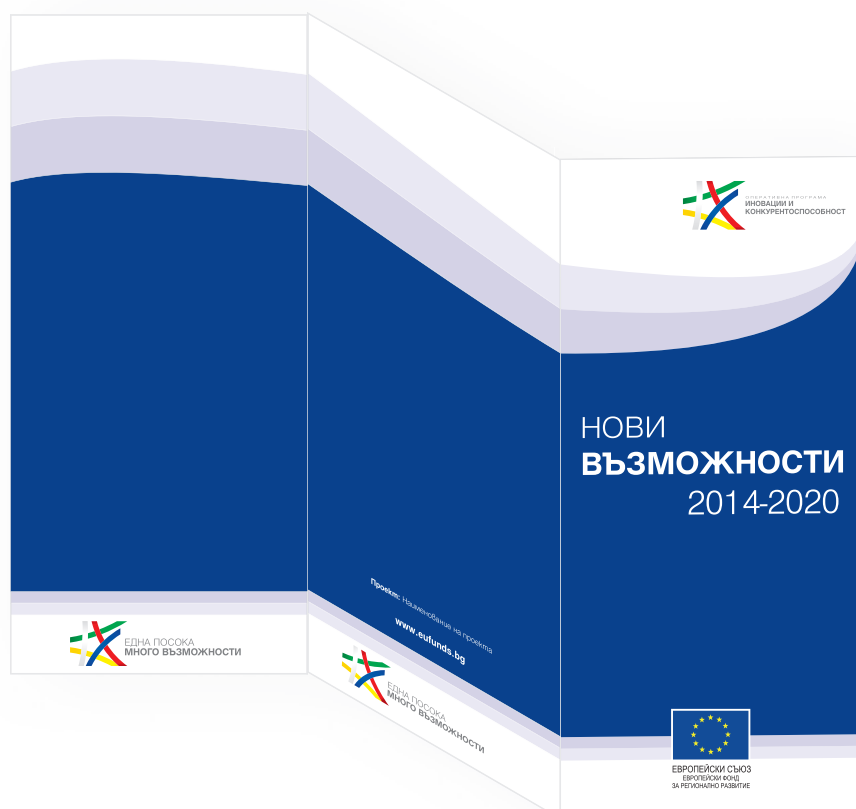 ЕДНА ПОСОКА
МНОГО ВЪЗМОЖНОСТИ
Проект: Наименование на проекта
www.eufunds.bg
ЕДНА ПОСОКА
МНОГО ВЪЗМОЖНОСТИ
ОПЕРАТИВНА ПРОГРАМА
ИНОВАЦИИ И
КОНКУРЕНТОСПОСОБНОСТ
НОВИ
ВЪЗМОЖНОСТИ
2014-2020
ЕВРОПЕЙСКИ СЪЮЗ
ЕВРОПЕЙСКИ ФОНД
ЗА РЕГИОНАЛНО РАЗВИТИЕ